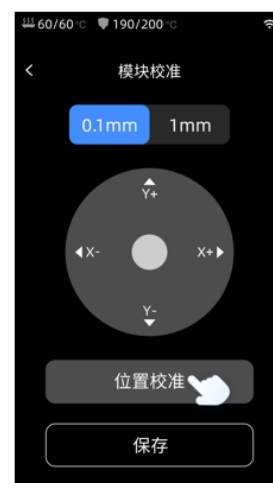 60/60℃ 190/200℃
模块校准
0.1mm 1mm
Y+
X- X+
Y-
位置校准
保存